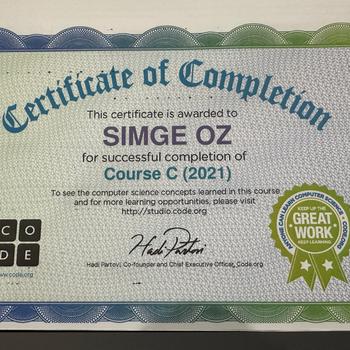 Certificate of Completion
This certificate is awarded to
SIMGE OZ
for successful completion of
Course C (2021)
To see the computer science concepts learned in this course
and for more learning opportunities, please visit
http://studio.code.org
C O
D E
www.code.org
Hadi Partovi
Hadi Partovi, Co-founder and Chief Executive Officer, Code.org
ANYONE CAN LEARN COMPUTER SCIENCE
KEEP UP THE
GREAT
WORK
KEEP LEARNING
CODE.ORG